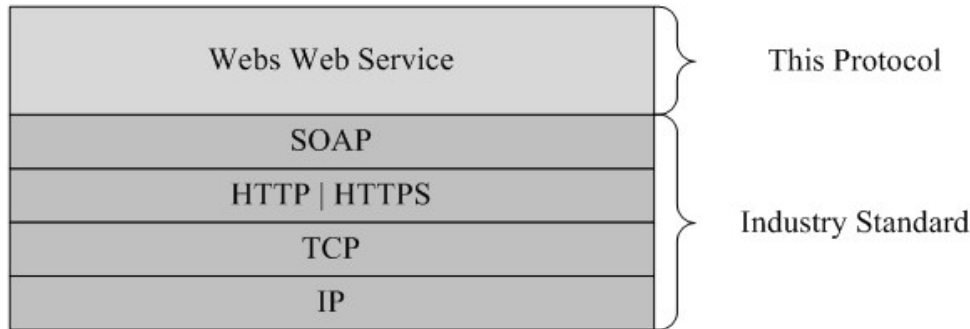 Webs Web Service
This Protocol
SOAP
HTTP | HTTPS
TCP
IP
Industry Standard